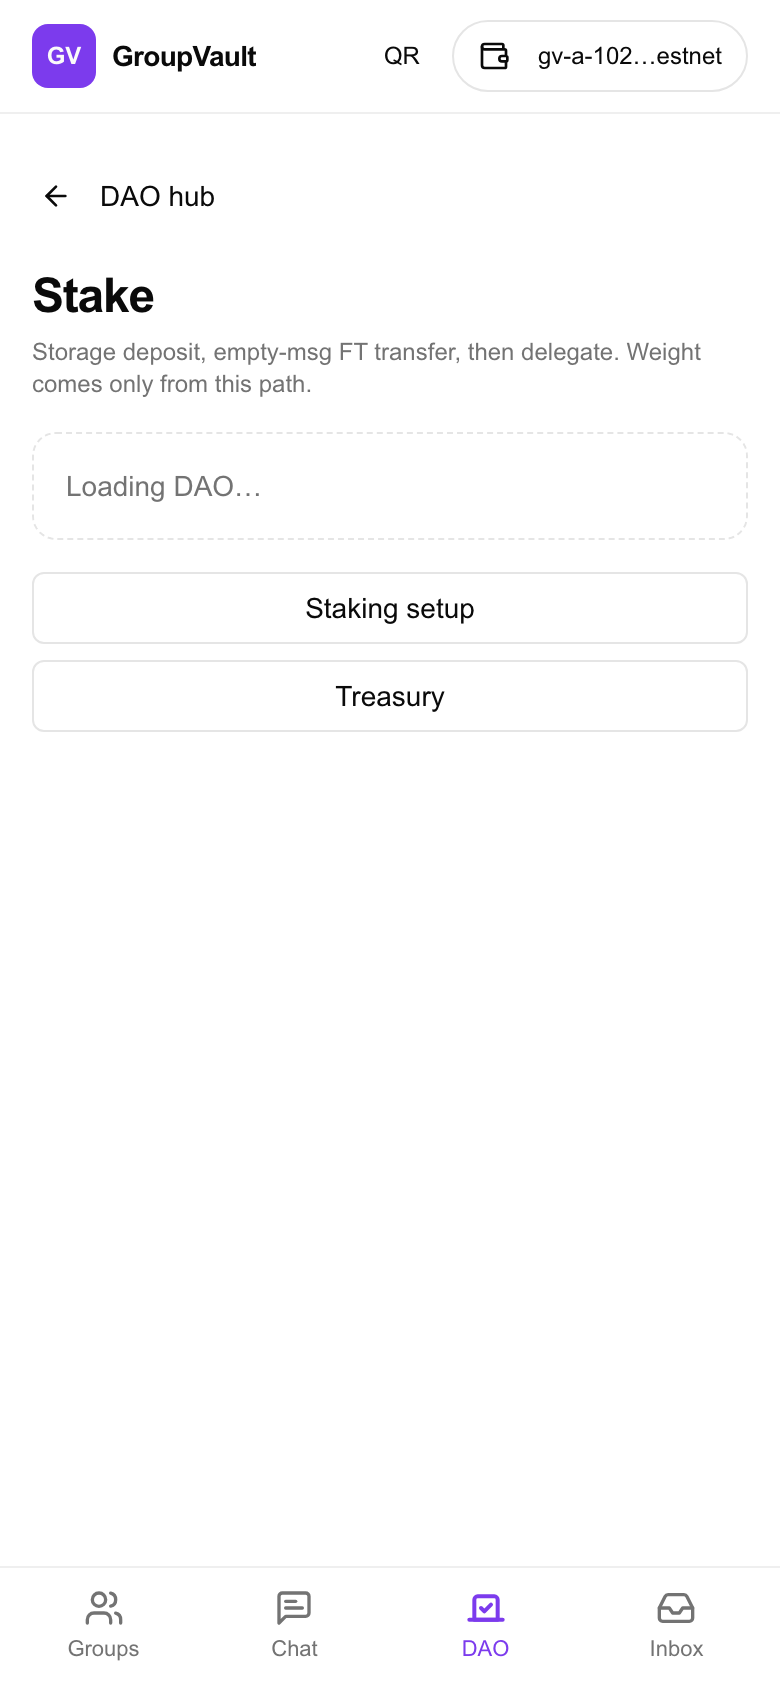 GV GroupVault QR gv-a-102…estnet
DAO hub
Stake
Storage deposit, empty-msg FT transfer, then delegate. Weight
comes only from this path.
Loading DAO…
Staking setup
Treasury
Groups Chat DAO Inbox